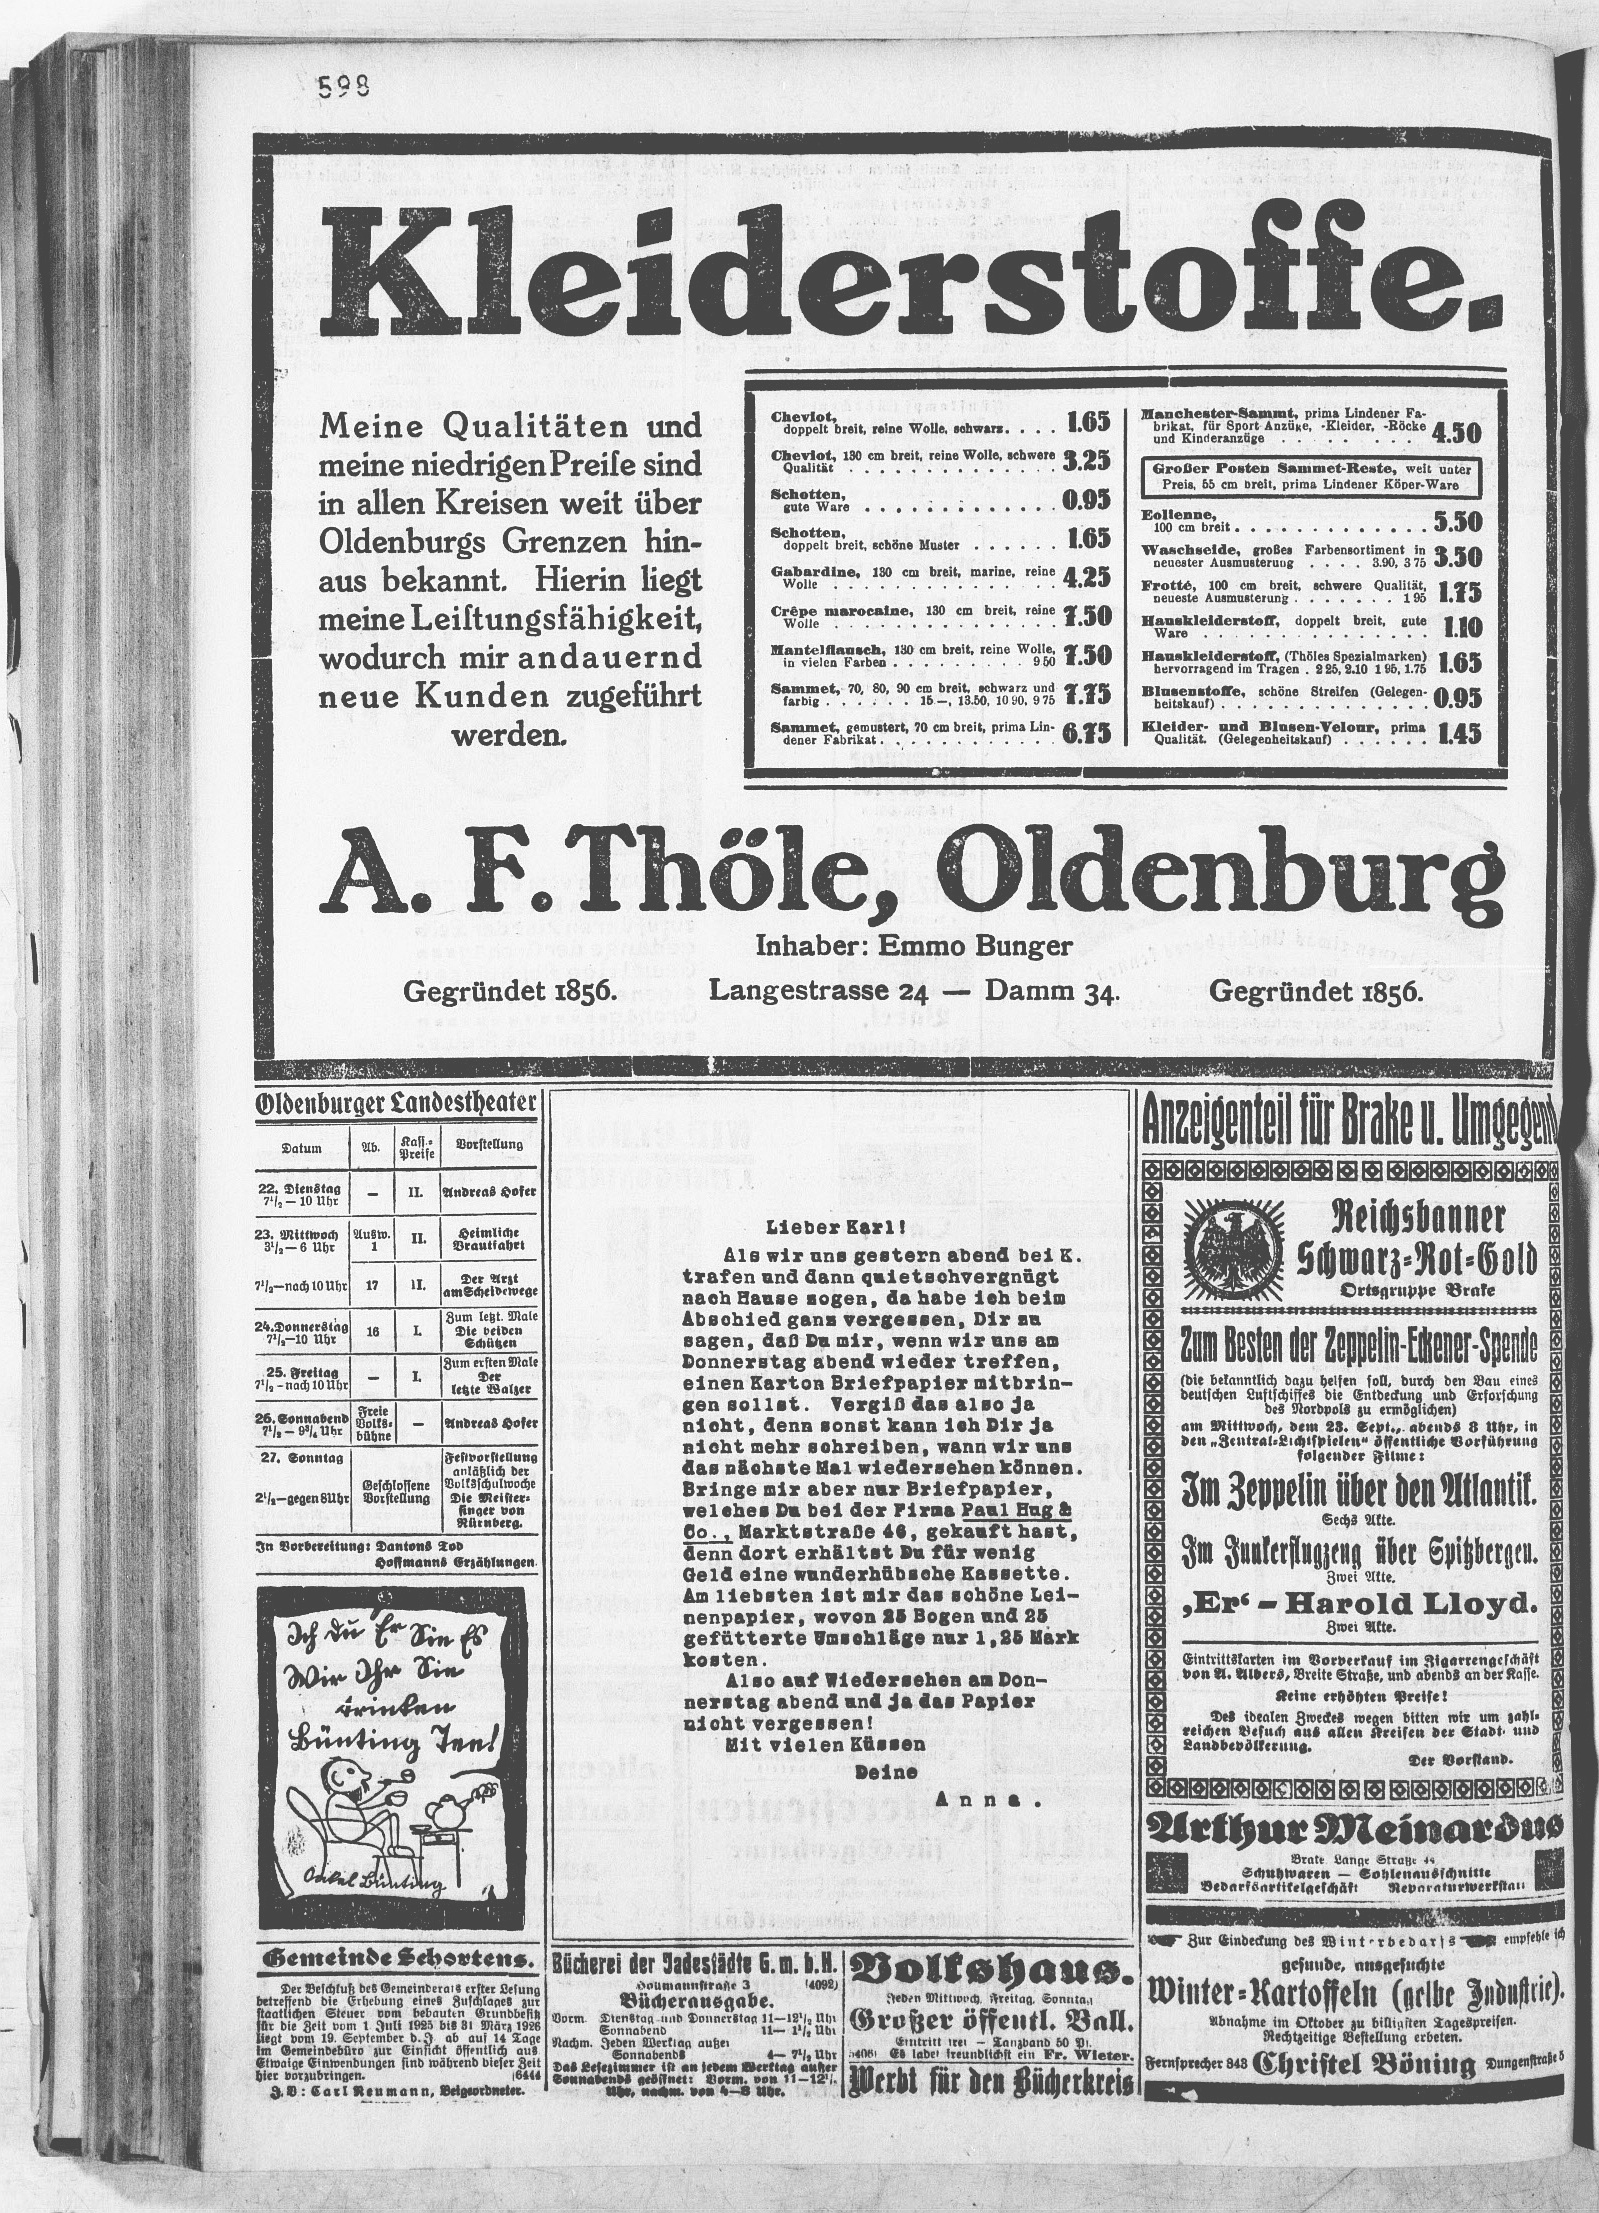 598
Kleiderstoffe.
Meine Qualitäten und
meine niedrigen Preise sind
in allen Kreisen weit über
Oldenburgs Grenzen hin-
aus bekannt. Hierin liegt
meine Leistungsfähigkeit,
wodurch mir andauernd
neue Kunden zugeführt
werden.
Cheviot,
doppelt breit, reine Wolle, schwarz. . . . 1.65
Cheviot, 130 cm breit, reine Wolle, schwere
Qualität . . . . . . . . . . . . 3.25
Schotten,
gute Ware . . . . . . . . . . . 0.95
Schotten,
doppelt breit, schöne Muster . . . . . . 1.65
Gabardine, 130 cm breit, marine, reine
Wolle . . . . . . . . . . . . . 4.25
Crêpe marocaine, 130 cm breit, reine
Wolle . . . . . . . . . . . . . 7.50
Mantelflausch, 130 cm breit, reine Wolle,
in vielen Farben . . . . . . . . . 9 50 7.50
Sammet, 70, 80, 90 cm breit, schwarz und
farbig . . . . . . 15.—, 13.50, 10 90, 9 75 7.75
Sammet, gemustert, 70 cm breit, prima Lin-
dener Fabrikat . . . . . . . . . . . 6.75
Manchester-Sammt, prima Lindener Fa-
brikat, für Sport Anzüge, -Kleider, -Röcke
und Kinderanzüge . . . . . . . . 4.50
Großer Posten Sammet-Reste, weit unter
Preis, 55 cm breit, prima Lindener Köper-Ware
Eolienne,
100 cm breit . . . . . . . . . . . . 5.50
Waschseide, großes Farbensortiment in
neuester Ausmusterung . . . . 3.90, 3 75 3.50
Frotté, 100 cm breit, schwere Qualität,
neueste Ausmusterung . . . . . . . 1 95 1.75
Hauskleiderstoff, doppelt breit, gute
Ware . . . . . . . . . . . . . . 1.10
Hauskleiderstoff, (Thöles Spezialmarken)
hervorragend im Tragen . 2 25, 2.10 1 95, 1.75 1.65
Blusenstoffe, schöne Streifen (Gelegen-
heitskauf) . . . . . . . . . . . . . 0.95
Kleider- und Blusen-Velour, prima
Qualität. (Gelegenheitskauf) . . . . . . 1.45
A. F. Thöle, Oldenburg
Inhaber: Emmo Bunger
Gegründet 1856. Langestrasse 24 — Damm 34. Gegründet 1856.
Oldenburger Landestheater
Datum Ab. Kass.-Preise Vorstellung
22. Dienstag
7½ — 10 Uhr — II. Andreas Hofer
23. Mittwoch Ausw. Heimliche
3½ — 6 Uhr 1 II. Brautfahrt
7½—nach 10 Uhr 17 II. Der Arzt
am Scheidewege
24. Donnerstag Zum letzt. Male
7½—10 Uhr 16 I. Die beiden
Schützen
25. Freitag Zum ersten Male
7½ - nach 10 Uhr — I. Der
letzte Walzer
26. Sonnabend Freie
7½ — 9¾ Uhr Volks-
bühne — Andreas Hofer
27. Sonntag Festvorstellung
anläßlich der
Geschlossene Volkshochschulwoche
2½—gegen 8 Uhr Vorstellung Die Meister-
singer von
Nürnberg.
In Vorbereitung: Dantons Tod
Hoffmanns Erzählungen.
Ich Du Er Sie Es
Wir Ihr Sie
trinken
Bünting Tee!
Onkel Bünting
Gemeinde Schortens.
Der Beschluß des Gemeinderats erster Lesung
betreffend die Erhebung eines Zuschlages zur
staatlichen Steuer vom bebauten Grundbesitz
für die Zeit vom 1 Juli 1925 bis 31 März 1926
liegt vom 19. September d. J. ab auf 14 Tage
im Gemeindebüro zur Einsicht öffentlich aus
Etwaige Einwendungen sind während dieser Zeit
hier vorzubringen. (6444
J. V: Carl Neumann, Beigeordneter.
Lieber Karl!
Als wir uns gestern abend bei K.
trafen und dann quietschvergnügt
nach Hause zogen, da habe ich beim
Abschied ganz vergessen, Dir zu
sagen, daß Du mir, wenn wir uns am
Donnerstag abend wieder treffen,
einen Karton Briefpapier mitbrin-
gen sollst. Vergiß das also ja
nicht, denn sonst kann ich Dir ja
nicht mehr schreiben, wann wir uns
das nächste Mal wiedersehen können.
Bringe mir aber nur Briefpapier,
welches Du bei der Firma Paul Hug &
Co., Marktstraße 46, gekauft hast,
denn dort erhältst Du für wenig
Geld eine wunderhübsche Kassette.
Am liebsten ist mir das schöne Lei-
nenpapier, wovon 25 Bogen und 25
gefütterte Umschläge nur 1,25 Mark
kosten.
Also auf Wiedersehen am Don-
nerstag abend und ja das Papier
nicht vergessen!
Mit vielen Küssen
Deine
Anna.
Bücherei der Jadestädte G. m. b. H.
(4092)
Bücherausgabe.
Vorm. Dienstag und Donnerstag 11—12½ Uhr
Sonnabend 11— 1½ Uhr
Nachm. Jeden Werktag außer
Sonnabends 4— 7½ Uhr
Das Lesezimmer ist an jedem Werktag außer
Sonnabends geöffnet: Vorm. von 11—12½
Uhr, nachm. von 4—8 Uhr.
Volkshaus.
Jeden Mittwoch, Freitag, Sonntag
Großer öffentl. Ball.
Eintritt frei — Tanzband 50 Pf.
Es ladet freundlichst ein Fr. Wieter.
Werbt für den Bücherkreis
Anzeigenteil für Brake u. Umgegend
Reichsbanner
Schwarz-Rot-Gold
Ortsgruppe Brake
Zum Besten der Zeppelin-Eckener-Spende
(die bekanntlich dazu helfen soll, durch den Bau eines
deutschen Luftschiffes die Entdeckung und Erforschung
des Nordpols zu ermöglichen)
am Mittwoch, dem 23. Sept., abends 8 Uhr, in
den „Zentral-Lichtspielen“ öffentliche Vorführung
folgender Filme:
Im Zeppelin über den Atlantik.
Sechs Akte.
Im Junkerflugzeug über Spitzbergen.
Zwei Akte.
‚Er‘ – Harold Lloyd.
Zwei Akte.
Eintrittskarten im Vorverkauf im Zigarrengeschäft
von A. Albers, Breite Straße, und abends an der Kasse.
Keine erhöhten Preise!
Des idealen Zweckes wegen bitten wir um zahl-
reichen Besuch aus allen Kreisen der Stadt- und
Landbevölkerung.
Der Vorstand.
Arthur Meinardus
Brake Lange Straße 44
Schuhwaren — Sohlenausschnitte
Bedarfsartikelgeschäft Reparaturwerkstatt
Zur Eindeckung des Winterbedarfs empfehle ich
gesunde, ausgesuchte
Winter-Kartoffeln (gelbe Industrie).
Abnahme im Oktober zu billigsten Tagespreisen.
Rechtzeitige Bestellung erbeten.
Fernsprecher 843 Christel Böning Dungenstraße 5